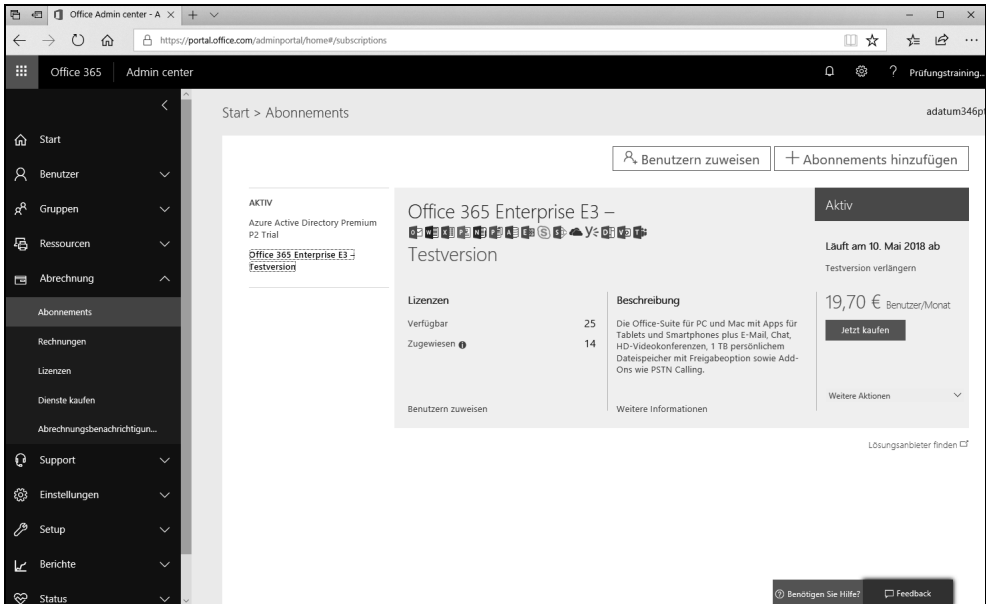 Office Admin center - A
https://portal.office.com/adminportal/home#/subscriptions
Office 365 Admin center
Prüfungstraining...
Start > Abonnements
adatum346pt
Start
Benutzer
Gruppen
Ressourcen
Abrechnung
Abonnements
Rechnungen
Lizenzen
Dienste kaufen
Abrechnungsbenachrichtigun...
Support
Einstellungen
Setup
Berichte
Status
Benutzern zuweisen
Abonnements hinzufügen
AKTIV
Azure Active Directory Premium
P2 Trial
Office 365 Enterprise E3 –
Testversion
Office 365 Enterprise E3 –
Testversion
Lizenzen
Verfügbar 25
Zugewiesen 14
Benutzern zuweisen
Beschreibung
Die Office-Suite für PC und Mac mit Apps für
Tablets und Smartphones plus E-Mail, Chat,
HD-Videokonferenzen, 1 TB persönlichem
Dateispeicher mit Freigabeoption sowie Add-
Ons wie PSTN Calling.
Weitere Informationen
Aktiv
Läuft am 10. Mai 2018 ab
Testversion verlängern
19,70 € Benutzer/Monat
Jetzt kaufen
Weitere Aktionen
Lösungsanbieter finden
Benötigen Sie Hilfe?
Feedback